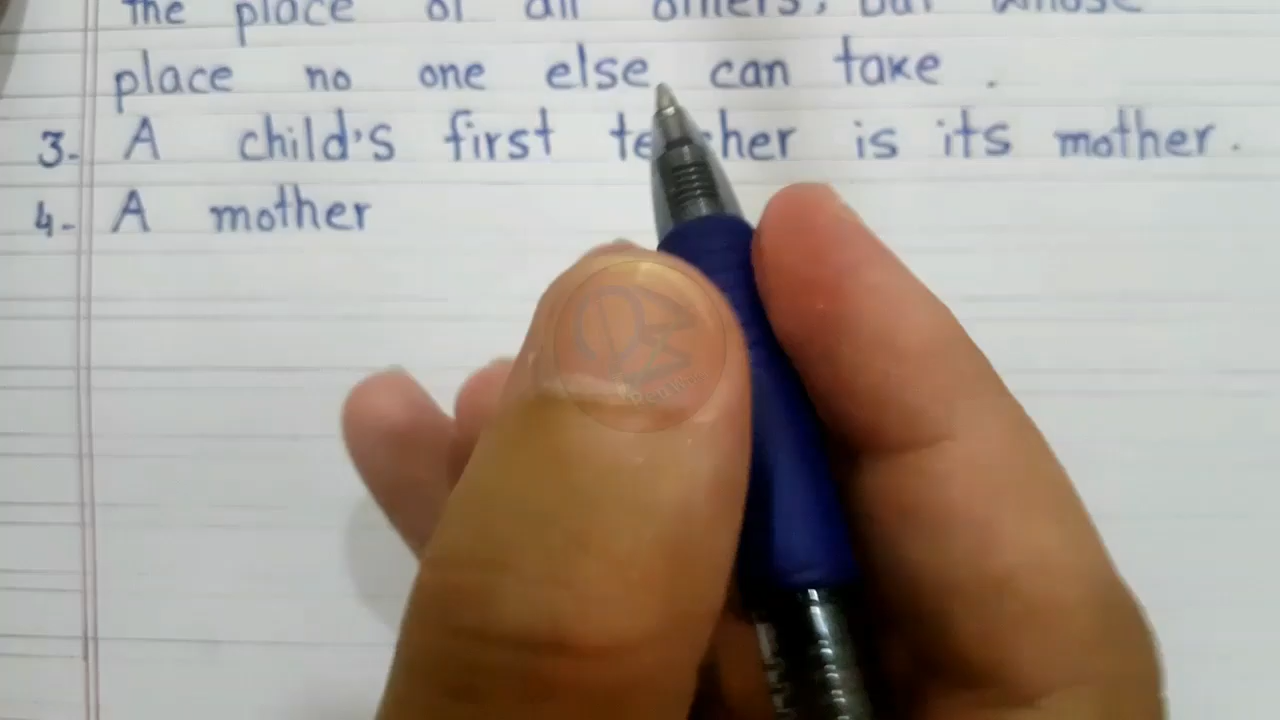 the place of all others, but whose
place no one else can take .
3- A child's first teacher is its mother.
4- A mother